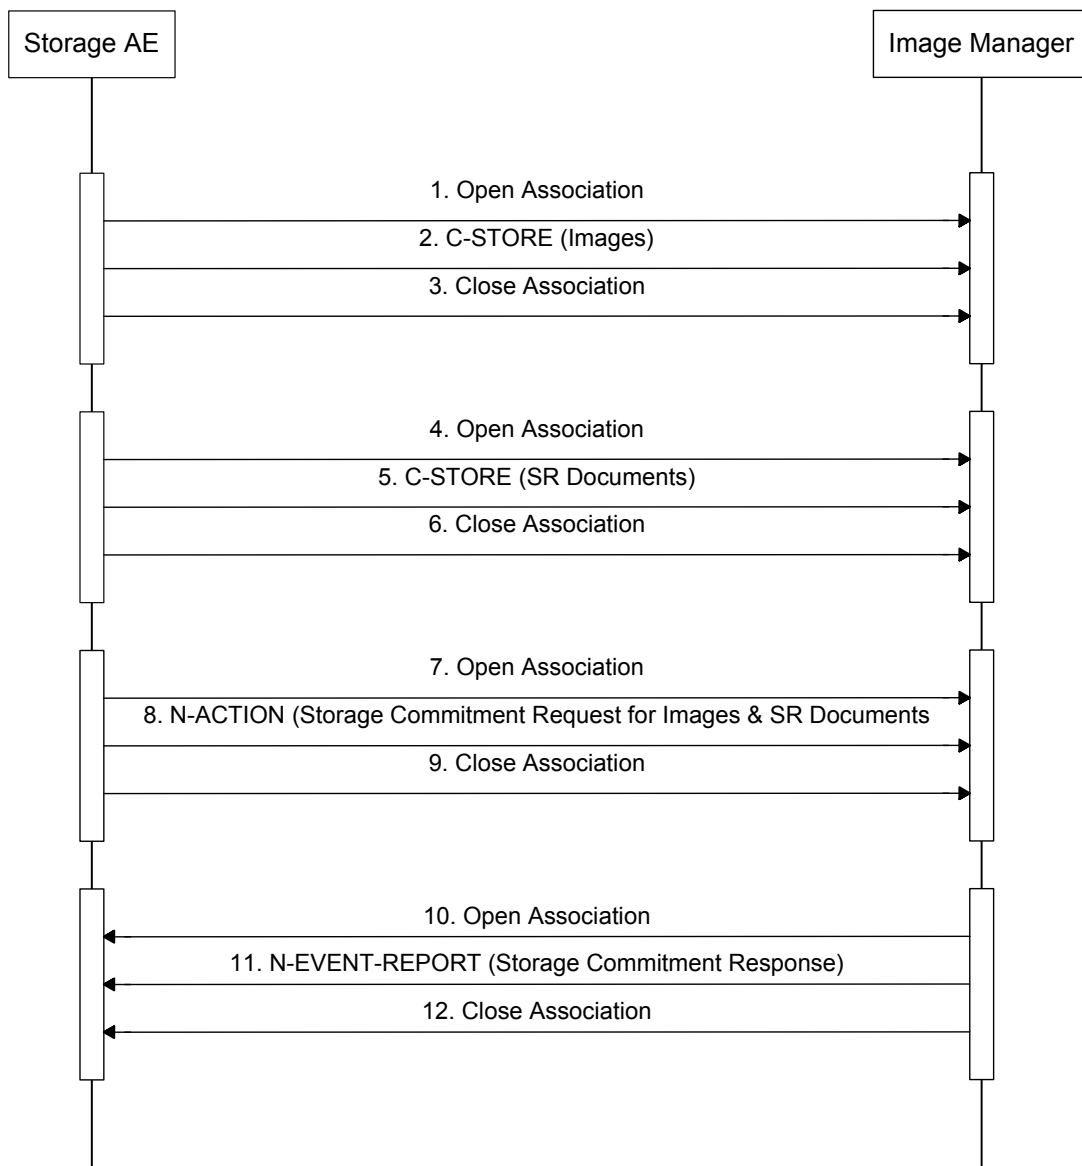 Storage AE
Image Manager
1. Open Association
2. C-STORE (Images)
3. Close Association
4. Open Association
5. C-STORE (SR Documents)
6. Close Association
7. Open Association
8. N-ACTION (Storage Commitment Request for Images & SR Documents
9. Close Association
10. Open Association
11. N-EVENT-REPORT (Storage Commitment Response)
12. Close Association